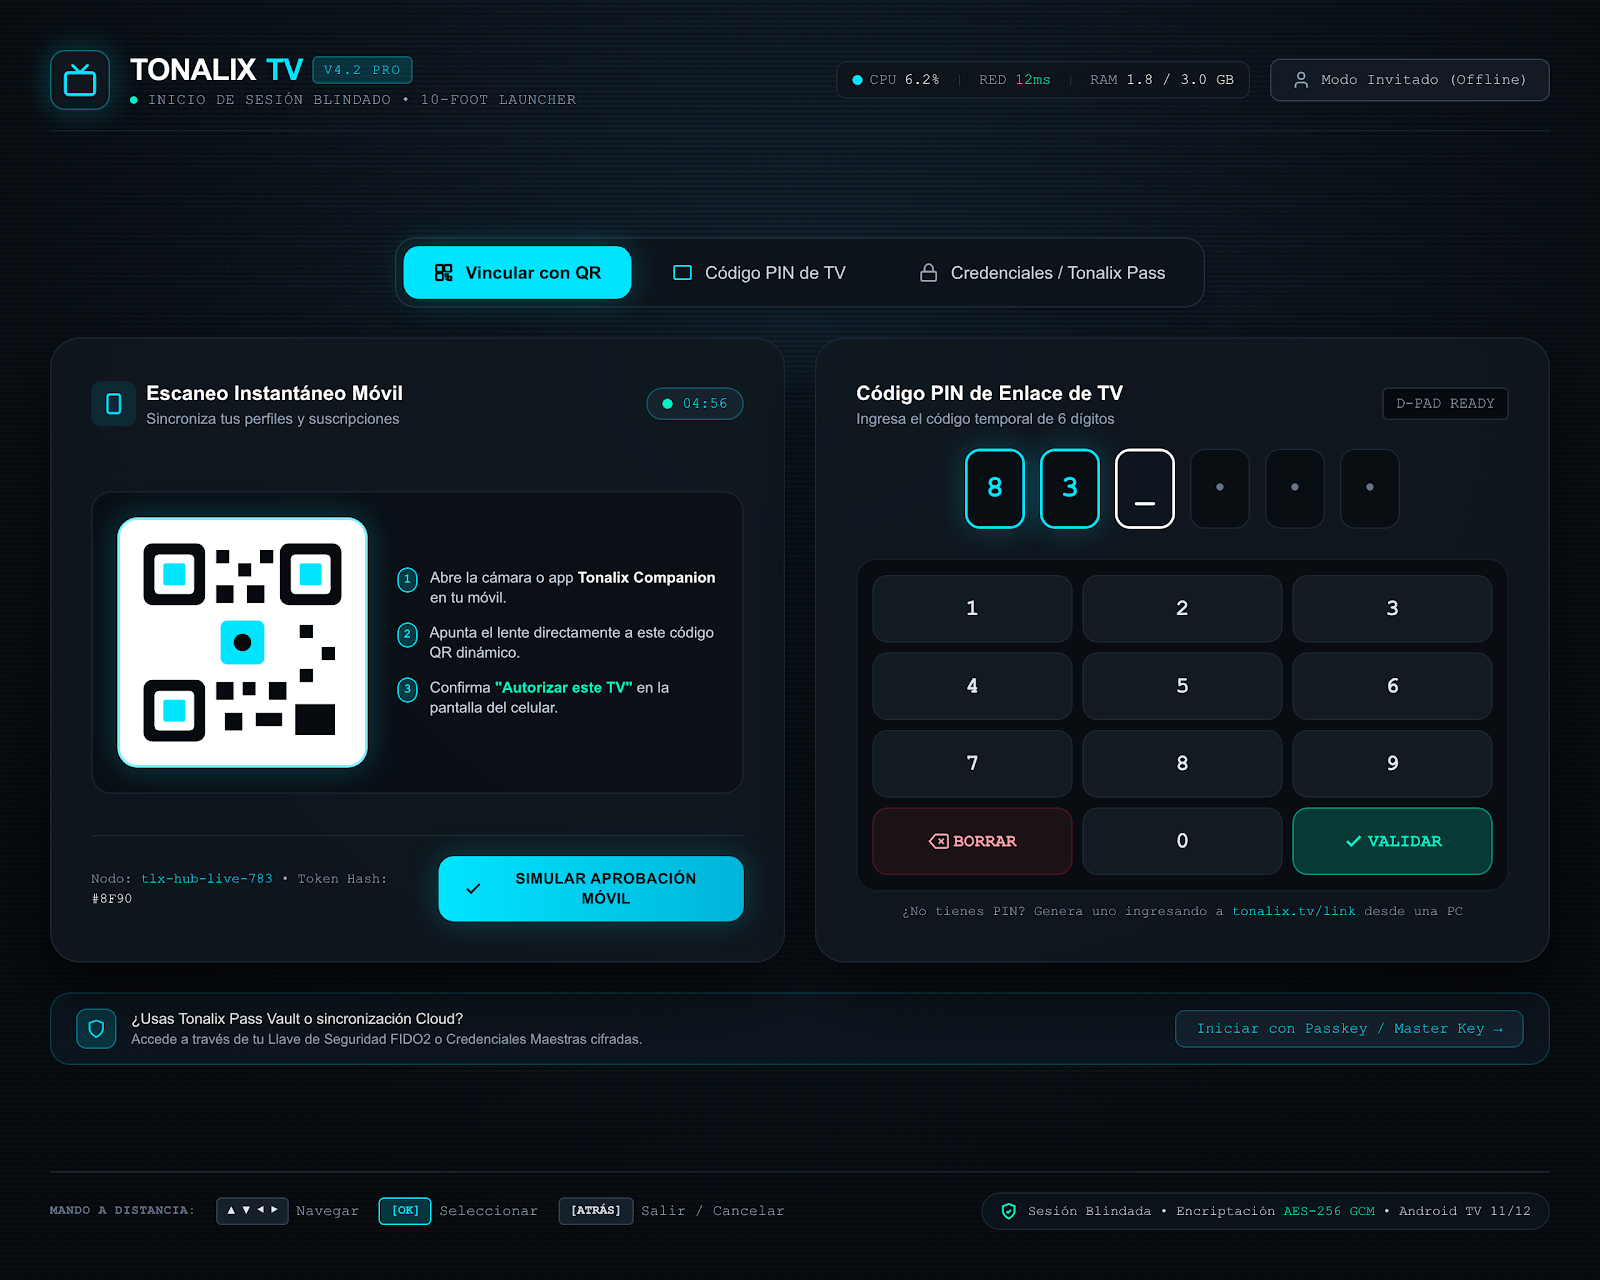 TONALIX TV V4.2 PRO
INICIO DE SESIÓN BLINDADO • 10-FOOT LAUNCHER
CPU 6.2% | RED 12ms | RAM 1.8 / 3.0 GB
Modo Invitado (Offline)
Vincular con QR
Código PIN de TV
Credenciales / Tonalix Pass
Escaneo Instantáneo Móvil
Sincroniza tus perfiles y suscripciones
04:56
1 Abre la cámara o app Tonalix Companion
en tu móvil.
2 Apunta el lente directamente a este código
QR dinámico.
3 Confirma "Autorizar este TV" en la
pantalla del celular.
Nodo: tlx-hub-live-783 • Token Hash:
#8F90
SIMULAR APROBACIÓN
MÓVIL
Código PIN de Enlace de TV
Ingresa el código temporal de 6 dígitos
D-PAD READY
8 3 _ • • •
1 2 3
4 5 6
7 8 9
BORRAR 0 VALIDAR
¿No tienes PIN? Genera uno ingresando a tonalix.tv/link desde una PC
¿Usas Tonalix Pass Vault o sincronización Cloud?
Accede a través de tu Llave de Seguridad FIDO2 o Credenciales Maestras cifradas.
Iniciar con Passkey / Master Key →
MANDO A DISTANCIA: ▲▼◄► Navegar [OK] Seleccionar [ATRÁS] Salir / Cancelar
Sesión Blindada • Encriptación AES-256 GCM • Android TV 11/12